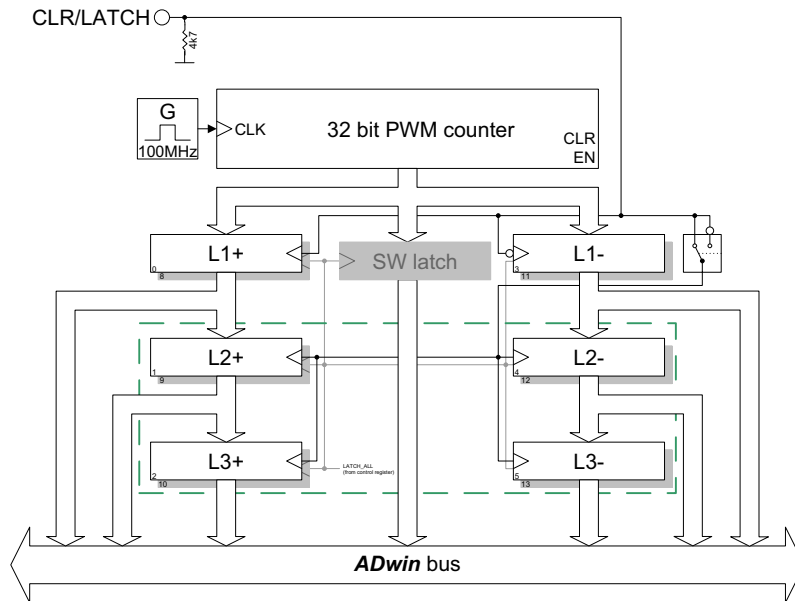 CLR/LATCH
4k7
G
100MHz
CLK
32 bit PWM counter
CLR
EN
L1+
0
8
SW latch
L1-
3
11
L2+
1
9
L2-
4
12
L3+
2
10
LATCH_ALL
(from control register)
L3-
5
13
ADwin bus